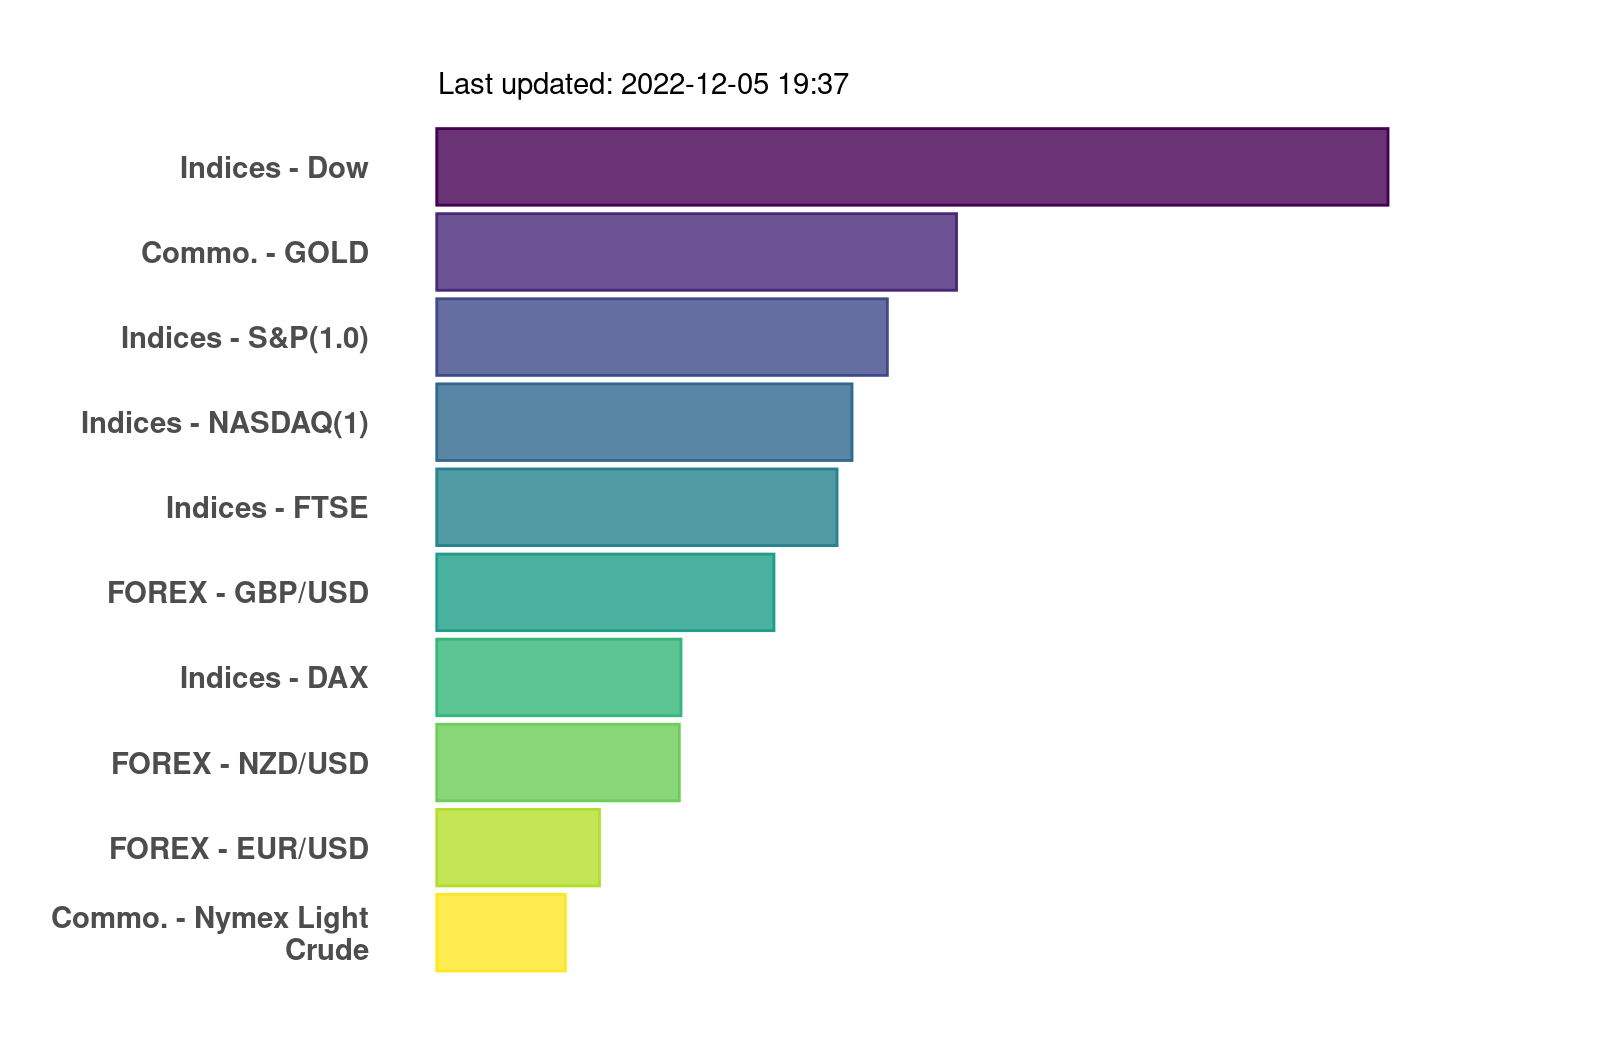 Last updated: 2022-12-05 19:37
Indices - Dow
Commo. - GOLD
Indices - S&P(1.0)
Indices - NASDAQ(1)
Indices - FTSE
FOREX - GBP/USD
Indices - DAX
FOREX - NZD/USD
FOREX - EUR/USD
Commo. - Nymex Light
Crude